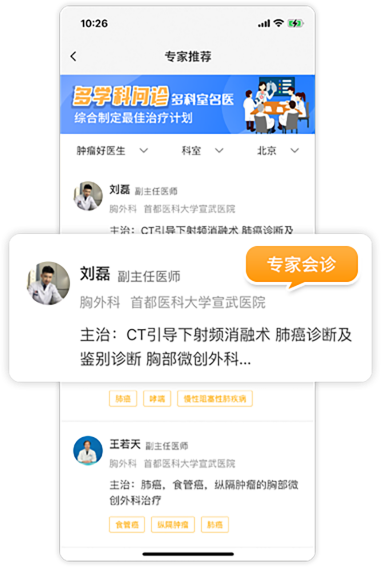 10:26
专家推荐
多学科问诊 多科室名医
综合制定最佳治疗计划
肿瘤好医生 科室 北京
刘磊 副主任医师
胸外科 首都医科大学宣武医院
主治：CT引导下射频消融术 肺癌诊断及
专家会诊
刘磊 副主任医师
胸外科 首都医科大学宣武医院
主治：CT引导下射频消融术 肺癌诊断及
鉴别诊断 胸部微创外科...
肺癌 哮喘 慢性阻塞性肺疾病
王若天 副主任医师
胸外科 首都医科大学宣武医院
主治：肺癌，食管癌，纵隔肿瘤的胸部微
创外科治疗
食管癌 纵隔肿瘤 肺癌